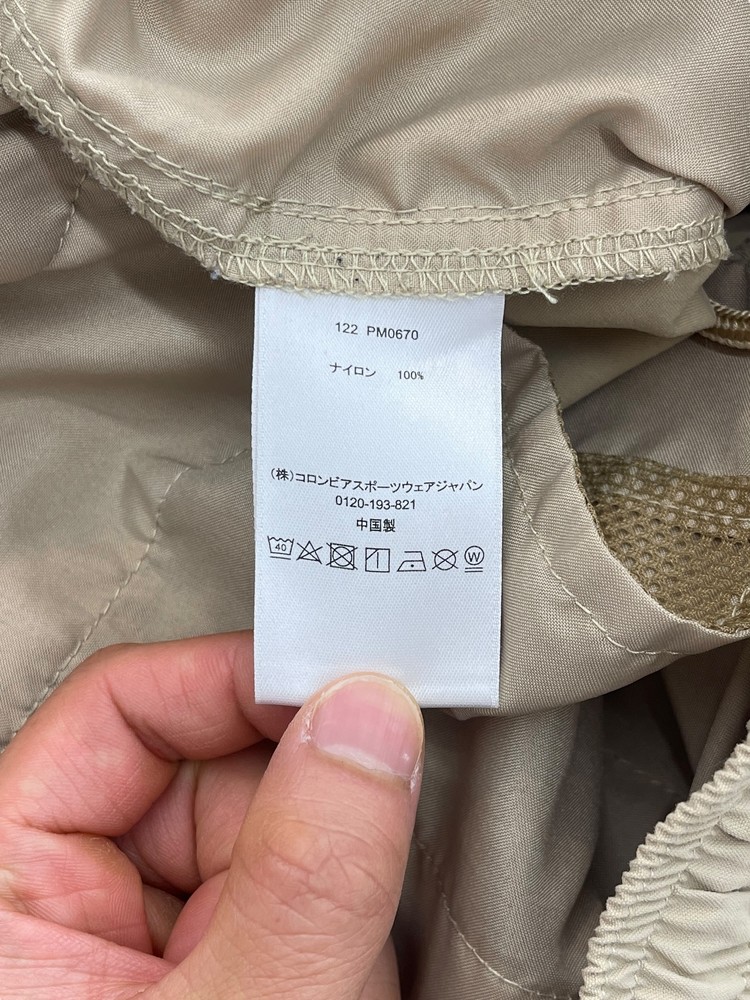 122 PM0670
ナイロン 100%
(株)コロンビアスポーツウェアジャパン
0120-193-821
中国製
40 W